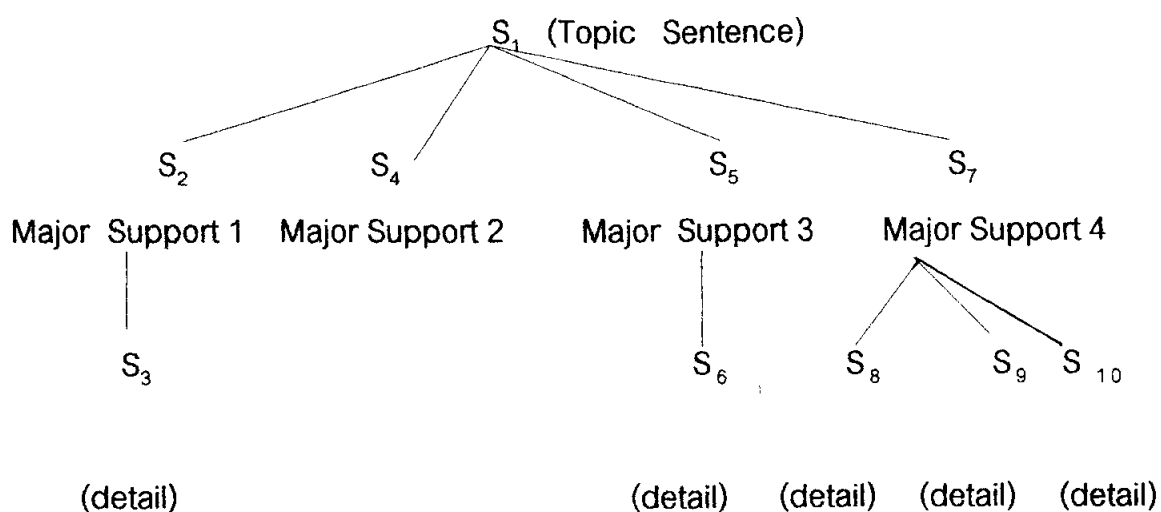 S₁ (Topic Sentence)
S₂ S₄ S₅ S₇
Major Support 1 Major Support 2 Major Support 3 Major Support 4
S₃ S₆ S₈ S₉ S ₁₀
(detail) (detail) (detail) (detail) (detail)